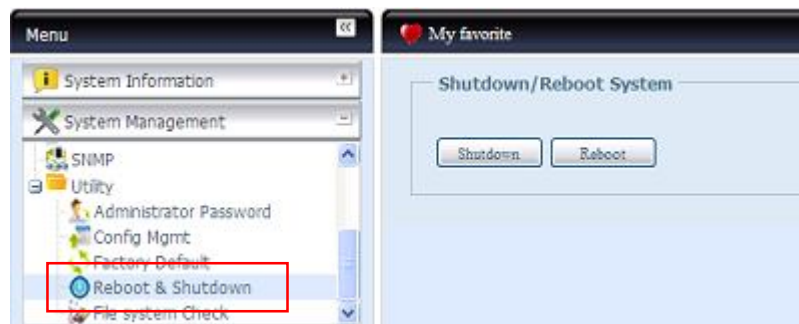 Menu
My favorite
System Information
System Management
SNMP
Utility
Administrator Password
Config Mgmt
Factory Default
Reboot & Shutdown
File system Check
Shutdown/Reboot System
Shutdown Reboot